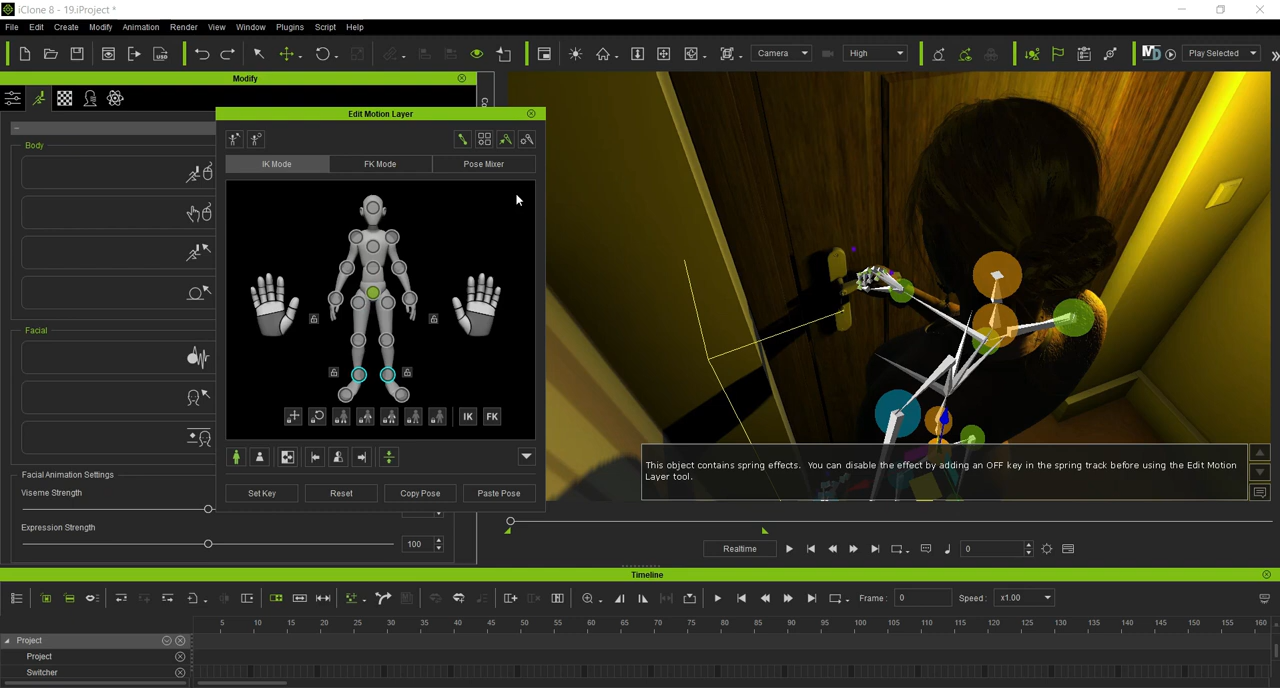 iClone 8 - 19.iProject *
File Edit Create Modify Animation Render View Window Plugins Script Help
USD Camera High MD Play Selected
Modify
Edit Motion Layer
IK Mode FK Mode Pose Mixer
Body
IK FK
Facial
This object contains spring effects. You can disable the effect by adding an OFF key in the spring track before using the Edit Motion
Layer tool.
Facial Animation Settings
Viseme Strength
Set Key Reset Copy Pose Paste Pose
Expression Strength
100
Realtime 0
Timeline
Frame : 0 Speed : x1.00
5 10 15 20 25 30 35 40 45 50 55 60 65 70 75 80 85 90 95 100 105 110 115 120 125 130 135 140 145 150 155 160
Project
Project
Switcher